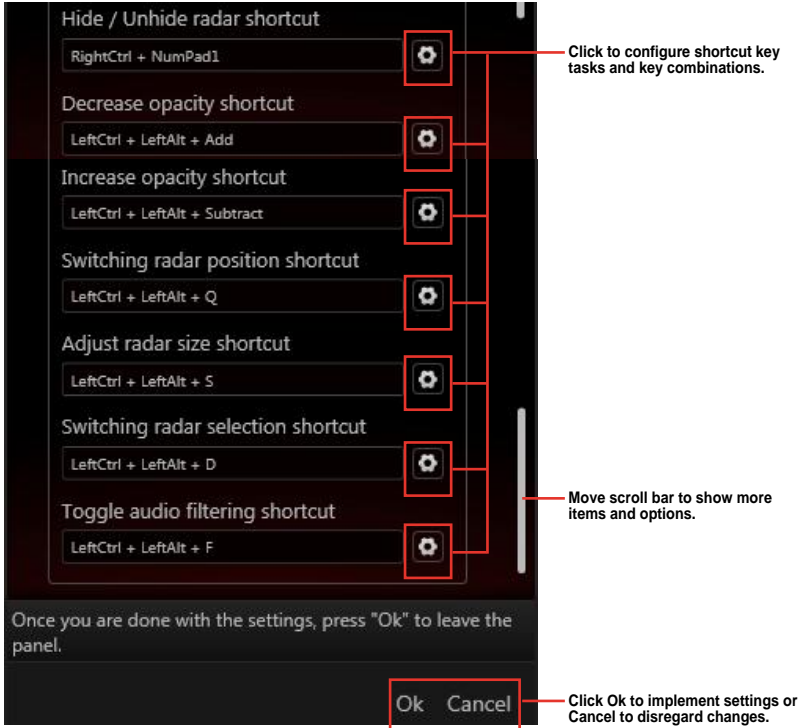 Hide / Unhide radar shortcut
RightCtrl + NumPad1
Click to configure shortcut key
tasks and key combinations.
Decrease opacity shortcut
LeftCtrl + LeftAlt + Add
Increase opacity shortcut
LeftCtrl + LeftAlt + Subtract
Switching radar position shortcut
LeftCtrl + LeftAlt + Q
Adjust radar size shortcut
LeftCtrl + LeftAlt + S
Switching radar selection shortcut
LeftCtrl + LeftAlt + D
Move scroll bar to show more
items and options.
Toggle audio filtering shortcut
LeftCtrl + LeftAlt + F
Once you are done with the settings, press "Ok" to leave the
panel.
Ok Cancel
Click Ok to implement settings or
Cancel to disregard changes.